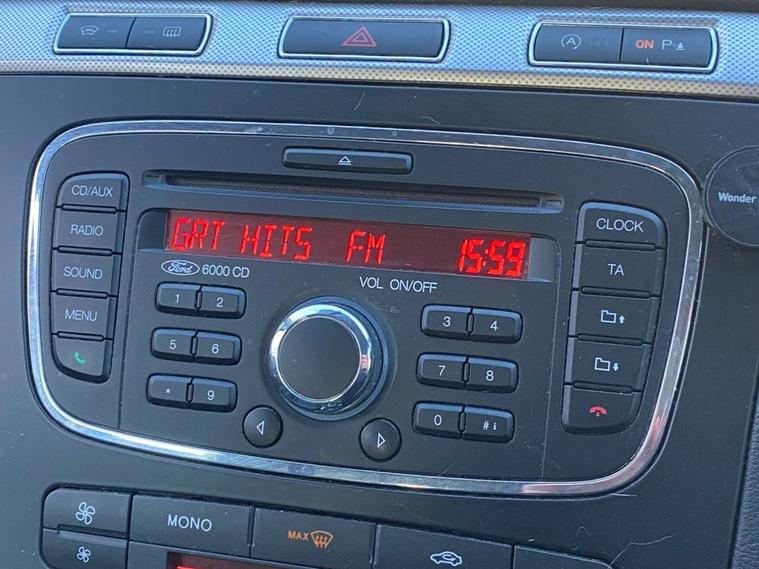 OFF
ON P
CD/AUX
RADIO
SOUND
MENU
GRT HITS FM 15:59
Ford 6000 CD
VOL ON/OFF
1 2
3 4
5 6
7 8
* 9
0 # i
CLOCK
TA
Wonder
MONO
MAX